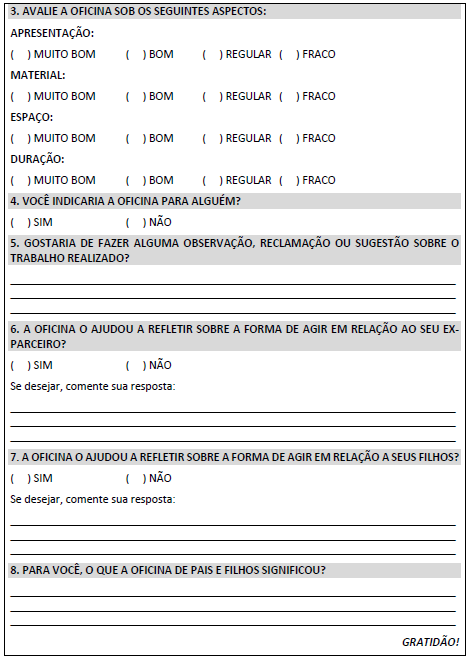 3. AVALIE A OFICINA SOB OS SEGUINTES ASPECTOS:
APRESENTAÇÃO:
( ) MUITO BOM ( ) BOM ( ) REGULAR ( ) FRACO
MATERIAL:
( ) MUITO BOM ( ) BOM ( ) REGULAR ( ) FRACO
ESPAÇO:
( ) MUITO BOM ( ) BOM ( ) REGULAR ( ) FRACO
DURAÇÃO:
( ) MUITO BOM ( ) BOM ( ) REGULAR ( ) FRACO
4. VOCÊ INDICARIA A OFICINA PARA ALGUÉM?
( ) SIM ( ) NÃO
5. GOSTARIA DE FAZER ALGUMA OBSERVAÇÃO, RECLAMAÇÃO OU SUGESTÃO SOBRE O
TRABALHO REALIZADO?
6. A OFICINA O AJUDOU A REFLETIR SOBRE A FORMA DE AGIR EM RELAÇÃO AO SEU EX-
PARCEIRO?
( ) SIM ( ) NÃO
Se desejar, comente sua resposta:
7. A OFICINA O AJUDOU A REFLETIR SOBRE A FORMA DE AGIR EM RELAÇÃO A SEUS FILHOS?
( ) SIM ( ) NÃO
Se desejar, comente sua resposta:
8. PARA VOCÊ, O QUE A OFICINA DE PAIS E FILHOS SIGNIFICOU?
GRATIDÃO!